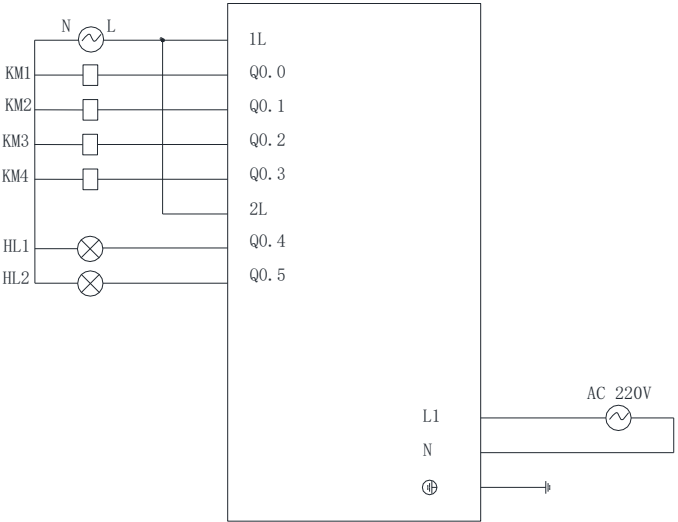 N L
1L
KM1 Q0.0
KM2 Q0.1
KM3 Q0.2
KM4 Q0.3
2L
HL1 Q0.4
HL2 Q0.5
AC 220V
L1
N